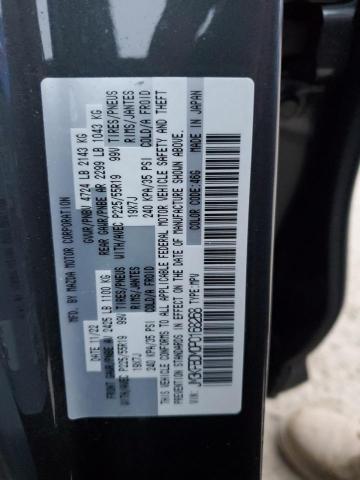 MFD. BY MAZDA MOTOR CORPORATION
DATE: 11/22 GVWR/PNBV 4724 LB 2143 KG
FRONT GAWR/PNBE AV 2425 LB 1100 KG REAR GAWR/PNBE AR 2299 LB 1043 KG
WITH/AVEC P225/55R19 99V TIRES/PNEUS WITH/AVEC P225/55R19 99V TIRES/PNEUS
19X7J RIMS/JANTES 19X7J RIMS/JANTES
240 KPA/35 PSI COLD/A FROID 240 KPA/35 PSI COLD/A FROID
THIS VEHICLE CONFORMS TO ALL APPLICABLE FEDERAL MOTOR VEHICLE SAFETY AND THEFT
PREVENTION STANDARDS IN EFFECT ON THE DATE OF MANUFACTURE SHOWN ABOVE.
COLOR CODE: 46G MADE IN JAPAN
VIN: TYPE: MPV